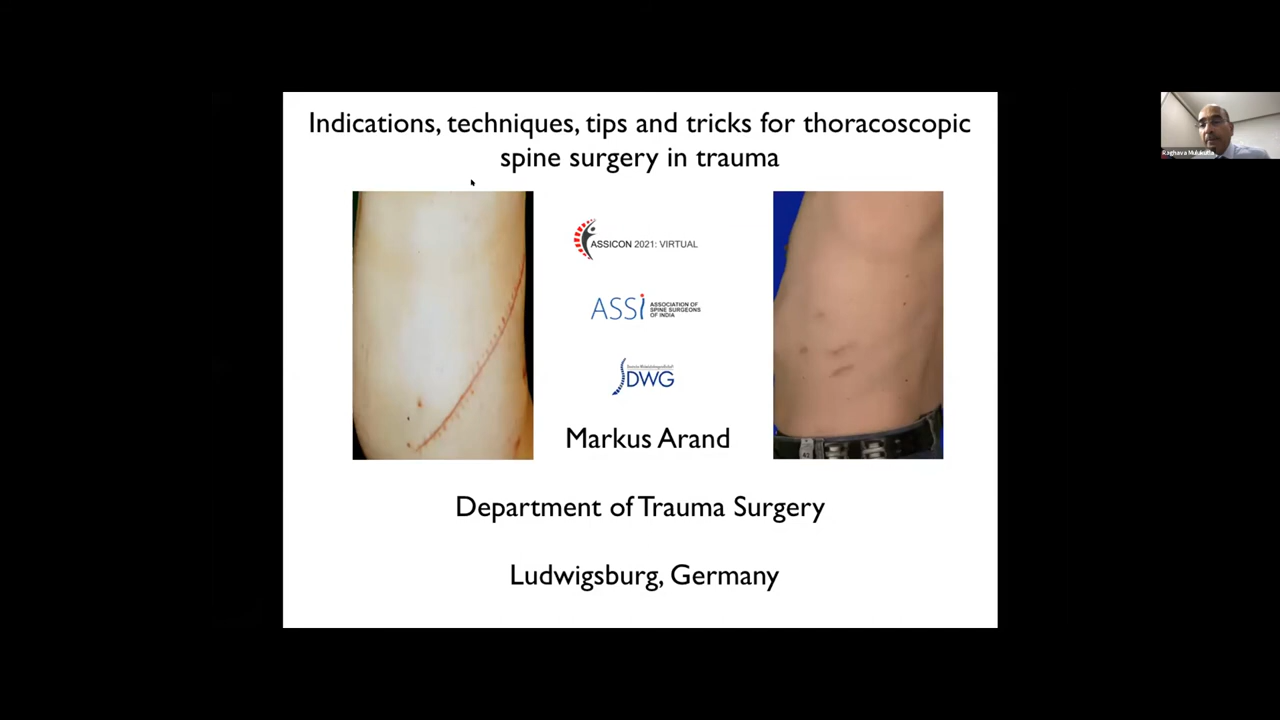 Indications, techniques, tips and tricks for thoracoscopic
spine surgery in trauma
ASSICON 2021: VIRTUAL
ASSI ASSOCIATION OF
SPINE SURGEONS
OF INDIA
DWG
Markus Arand
Department of Trauma Surgery
Ludwigsburg, Germany
Raghava